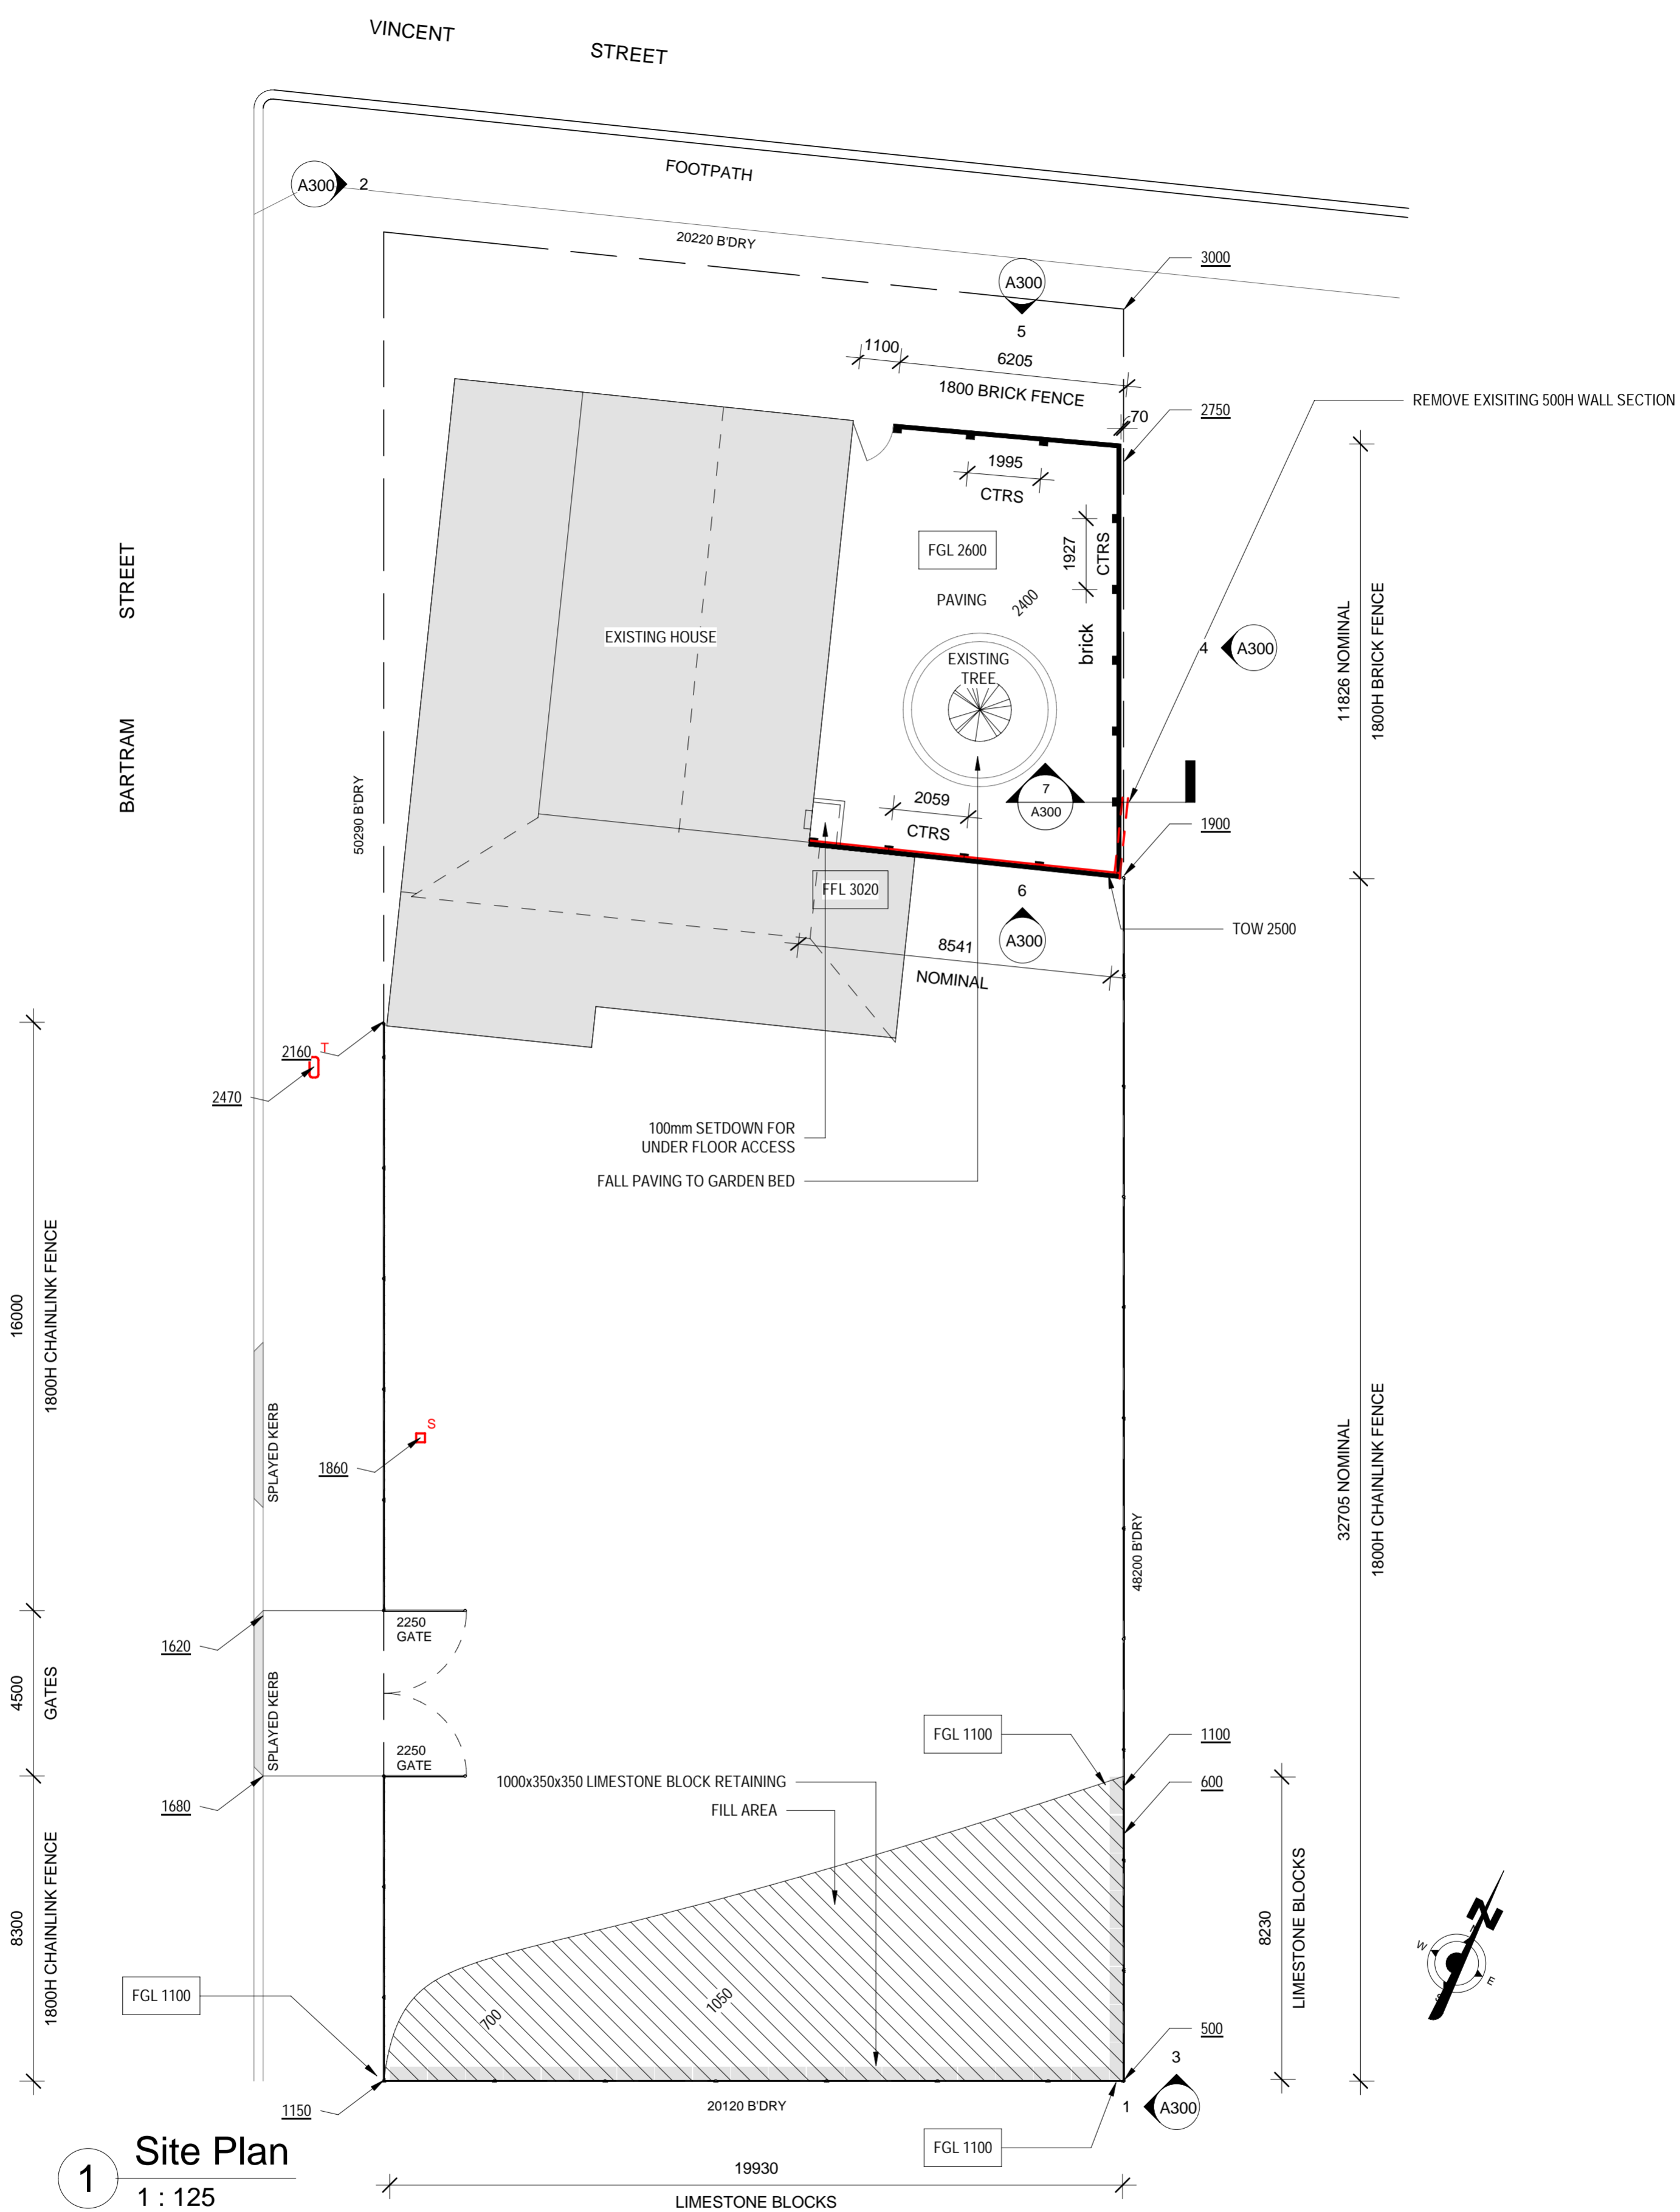 VINCENT STREET
FOOTPATH
A300 2
20220 B'DRY
3000
A300
5
1100
6205
1800 BRICK FENCE
70
2750
REMOVE EXISITING 500H WALL SECTION
1995
CTRS
FGL 2600
1927
CTRS
PAVING
2400
brick
BARTRAM STREET
EXISTING HOUSE
EXISTING
TREE
4 A300
11826 NOMINAL
1800H BRICK FENCE
50290 B'DRY
7
A300
2059
CTRS
1900
FFL 3020
6
A300
TOW 2500
8541
NOMINAL
2160
T
2470
100mm SETDOWN FOR
UNDER FLOOR ACCESS
FALL PAVING TO GARDEN BED
16000
1800H CHAINLINK FENCE
SPLAYED KERB
S
1860
32705 NOMINAL
1800H CHAINLINK FENCE
48200 B'DRY
1620
2250
GATE
4500
GATES
SPLAYED KERB
2250
GATE
1680
FGL 1100
1100
600
1000x350x350 LIMESTONE BLOCK RETAINING
FILL AREA
8300
1800H CHAINLINK FENCE
8230
LIMESTONE BLOCKS
N
W
E
S
FGL 1100
700
1050
500
3
1 A300
1150
20120 B'DRY
FGL 1100
1
Site Plan
1 : 125
19930
LIMESTONE BLOCKS